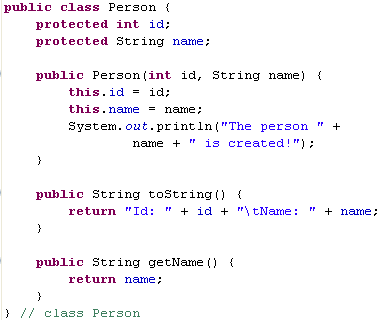 public class Person {
    protected int id;
    protected String name;

    public Person(int id, String name) {
        this.id = id;
        this.name = name;
        System.out.println("The person " +
                name + " is created!");
    }

    public String toString() {
        return "Id: " + id + "\tName: " + name;
    }

    public String getName() {
        return name;
    }
} // class Person